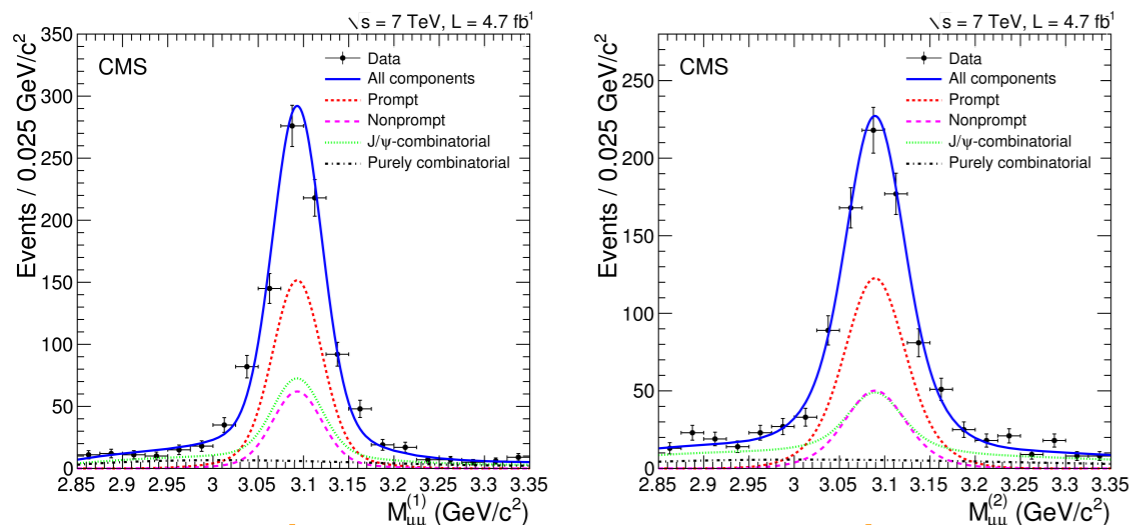 \s = 7 TeV, L = 4.7 fb¹
CMS
Data
All components
Prompt
Nonprompt
J/ψ-combinatorial
Purely combinatorial
Events / 0.025 GeV/c²
350
300
250
200
150
100
50
0
2.85 2.9 2.95 3 3.05 3.1 3.15 3.2 3.25 3.3 3.35
M_μμ^(1) (GeV/c²)
\s = 7 TeV, L = 4.7 fb¹
CMS
Data
All components
Prompt
Nonprompt
J/ψ-combinatorial
Purely combinatorial
Events / 0.025 GeV/c²
250
200
150
100
50
0
2.85 2.9 2.95 3 3.05 3.1 3.15 3.2 3.25 3.3 3.35
M_μμ^(2) (GeV/c²)